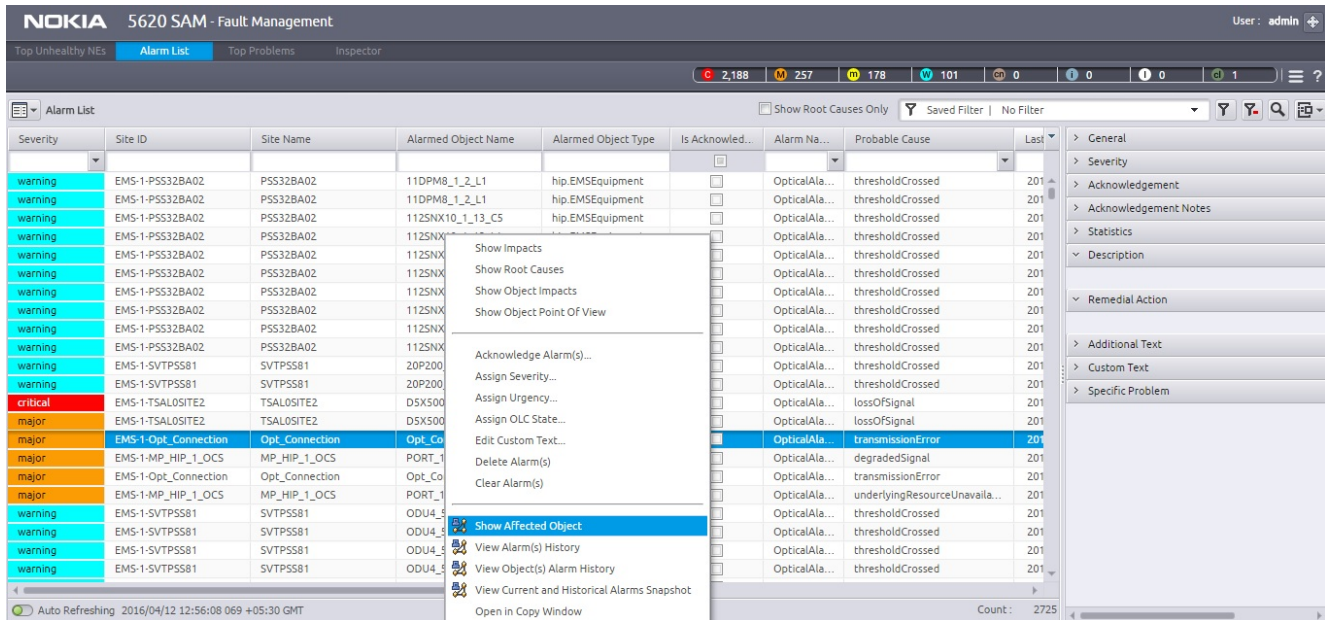 NOKIA 5620 SAM - Fault Management User : admin
Top Unhealthy NEs Alarm List Top Problems Inspector
C 2,188 M 257 m 178 W 101 cn 0 i 0 I 0 cl 1 ?
Alarm List Show Root Causes Only Saved Filter | No Filter
Severity Site ID Site Name Alarmed Object Name Alarmed Object Type Is Acknowled... Alarm Na... Probable Cause Last
warning EMS-1-PSS32BA02 PSS32BA02 11DPM8_1_2_L1 hip.EMSEquipment OpticalAla... thresholdCrossed 201
warning EMS-1-PSS32BA02 PSS32BA02 11DPM8_1_2_L1 hip.EMSEquipment OpticalAla... thresholdCrossed 201
warning EMS-1-PSS32BA02 PSS32BA02 112SNX10_1_13_C5 hip.EMSEquipment OpticalAla... thresholdCrossed 201
warning EMS-1-PSS32BA02 PSS32BA02 112SNX OpticalAla... thresholdCrossed 201
warning EMS-1-PSS32BA02 PSS32BA02 112SNX OpticalAla... thresholdCrossed 201
warning EMS-1-PSS32BA02 PSS32BA02 112SNX OpticalAla... thresholdCrossed 201
warning EMS-1-PSS32BA02 PSS32BA02 112SNX OpticalAla... thresholdCrossed 201
warning EMS-1-PSS32BA02 PSS32BA02 112SNX OpticalAla... thresholdCrossed 201
warning EMS-1-PSS32BA02 PSS32BA02 112SNX OpticalAla... thresholdCrossed 201
warning EMS-1-PSS32BA02 PSS32BA02 112SNX OpticalAla... thresholdCrossed 201
warning EMS-1-SVTPSS81 SVTPSS81 20P200 OpticalAla... thresholdCrossed 201
warning EMS-1-SVTPSS81 SVTPSS81 20P200 OpticalAla... thresholdCrossed 201
critical EMS-1-TSAL0SITE2 TSAL0SITE2 D5X500 OpticalAla... lossOfSignal 201
major EMS-1-TSAL0SITE2 TSAL0SITE2 D5X500 OpticalAla... lossOfSignal 201
major EMS-1-Opt_Connection Opt_Connection Opt_Co OpticalAla... transmissionError 201
major EMS-1-MP_HIP_1_OCS MP_HIP_1_OCS PORT_1 OpticalAla... degradedSignal 201
major EMS-1-Opt_Connection Opt_Connection Opt_Co OpticalAla... transmissionError 201
major EMS-1-MP_HIP_1_OCS MP_HIP_1_OCS PORT_1 OpticalAla... underlyingResourceUnavaila... 201
warning EMS-1-SVTPSS81 SVTPSS81 ODU4_5 OpticalAla... thresholdCrossed 201
warning EMS-1-SVTPSS81 SVTPSS81 ODU4_5 OpticalAla... thresholdCrossed 201
warning EMS-1-SVTPSS81 SVTPSS81 ODU4_5 OpticalAla... thresholdCrossed 201
warning EMS-1-SVTPSS81 SVTPSS81 ODU4_5 OpticalAla... thresholdCrossed 201
Show Impacts
Show Root Causes
Show Object Impacts
Show Object Point Of View
Acknowledge Alarm(s)...
Assign Severity...
Assign Urgency...
Assign OLC State...
Edit Custom Text...
Delete Alarm(s)
Clear Alarm(s)
Show Affected Object
View Alarm(s) History
View Object(s) Alarm History
View Current and Historical Alarms Snapshot
Open in Copy Window
General
Severity
Acknowledgement
Acknowledgement Notes
Statistics
Description
Remedial Action
Additional Text
Custom Text
Specific Problem
Auto Refreshing 2016/04/12 12:56:08 069 +05:30 GMT Count : 2725